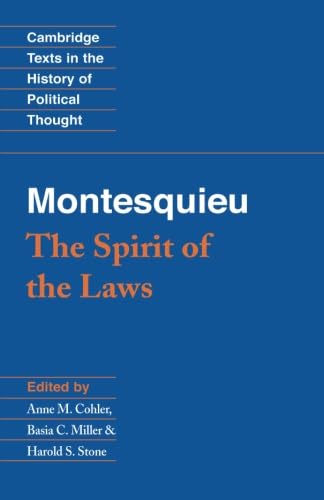 Cambridge
Texts in the
History of
Political
Thought
Montesquieu
The Spirit of
the Laws
Edited by
Anne M. Cohler,
Basia C. Miller &
Harold S. Stone